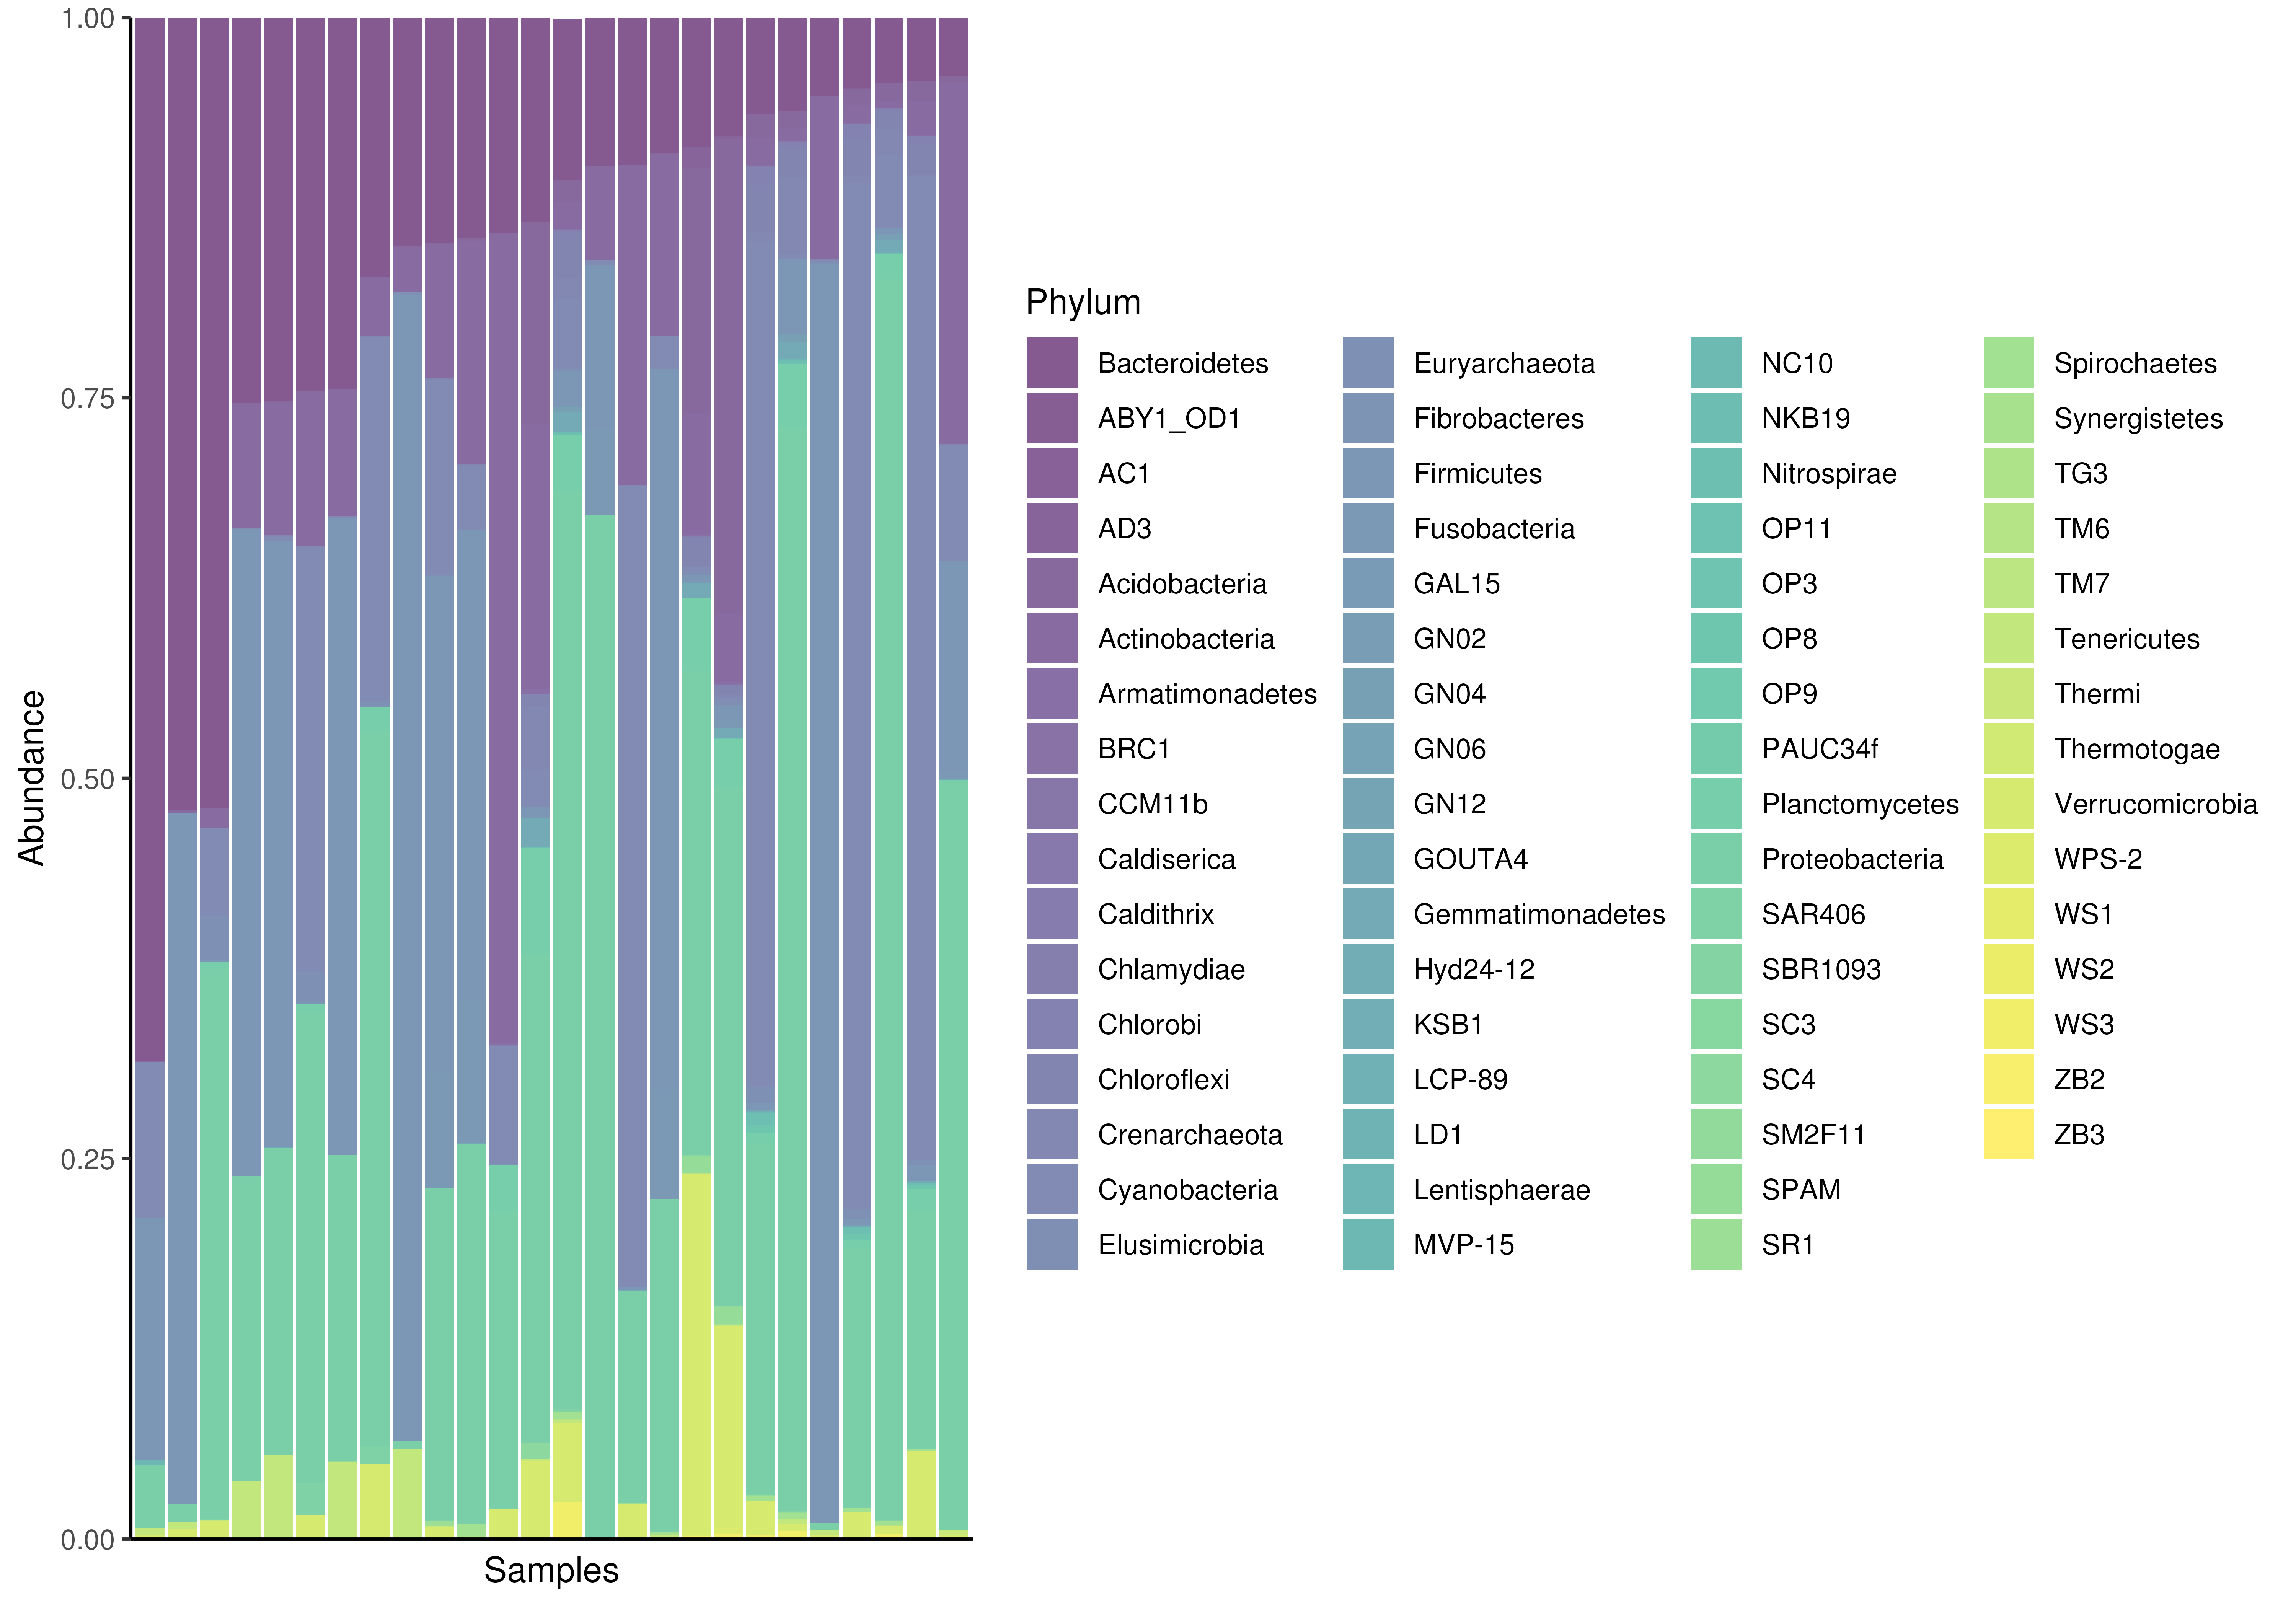 1.00
0.75
0.50
0.25
0.00
Abundance
Samples
Phylum
Bacteroidetes
ABY1_OD1
AC1
AD3
Acidobacteria
Actinobacteria
Armatimonadetes
BRC1
CCM11b
Caldiserica
Caldithrix
Chlamydiae
Chlorobi
Chloroflexi
Crenarchaeota
Cyanobacteria
Elusimicrobia
Euryarchaeota
Fibrobacteres
Firmicutes
Fusobacteria
GAL15
GN02
GN04
GN06
GN12
GOUTA4
Gemmatimonadetes
Hyd24-12
KSB1
LCP-89
LD1
Lentisphaerae
MVP-15
NC10
NKB19
Nitrospirae
OP11
OP3
OP8
OP9
PAUC34f
Planctomycetes
Proteobacteria
SAR406
SBR1093
SC3
SC4
SM2F11
SPAM
SR1
Spirochaetes
Synergistetes
TG3
TM6
TM7
Tenericutes
Thermi
Thermotogae
Verrucomicrobia
WPS-2
WS1
WS2
WS3
ZB2
ZB3